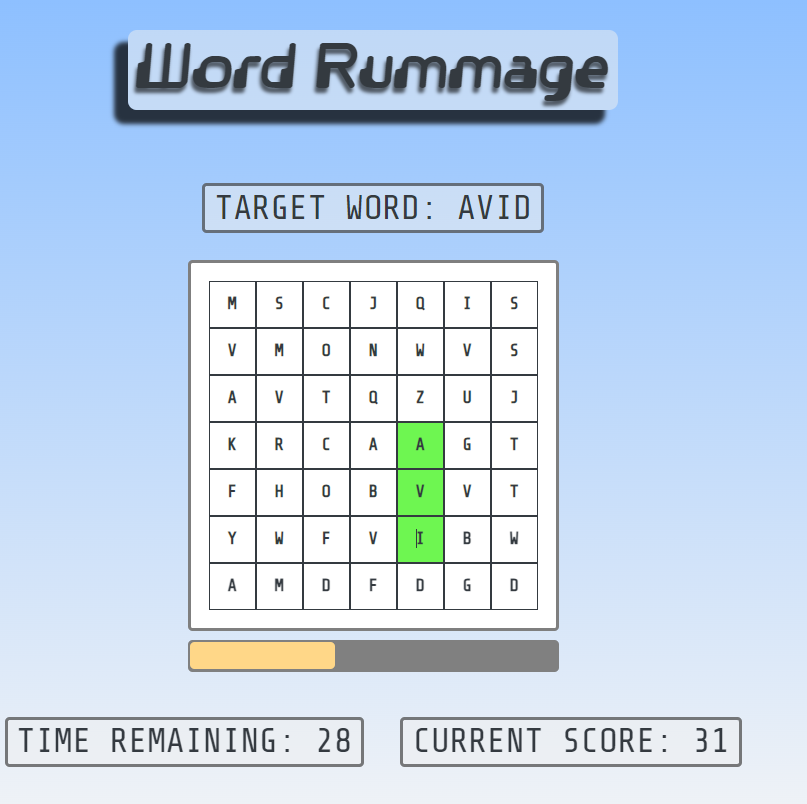 Word Rummage
TARGET WORD: AVID
M S C J Q I S
V M O N W V S
A V T Q Z U J
K R C A A G T
F H O B V V T
Y W F V I B W
A M D F D G D
TIME REMAINING: 28 CURRENT SCORE: 31